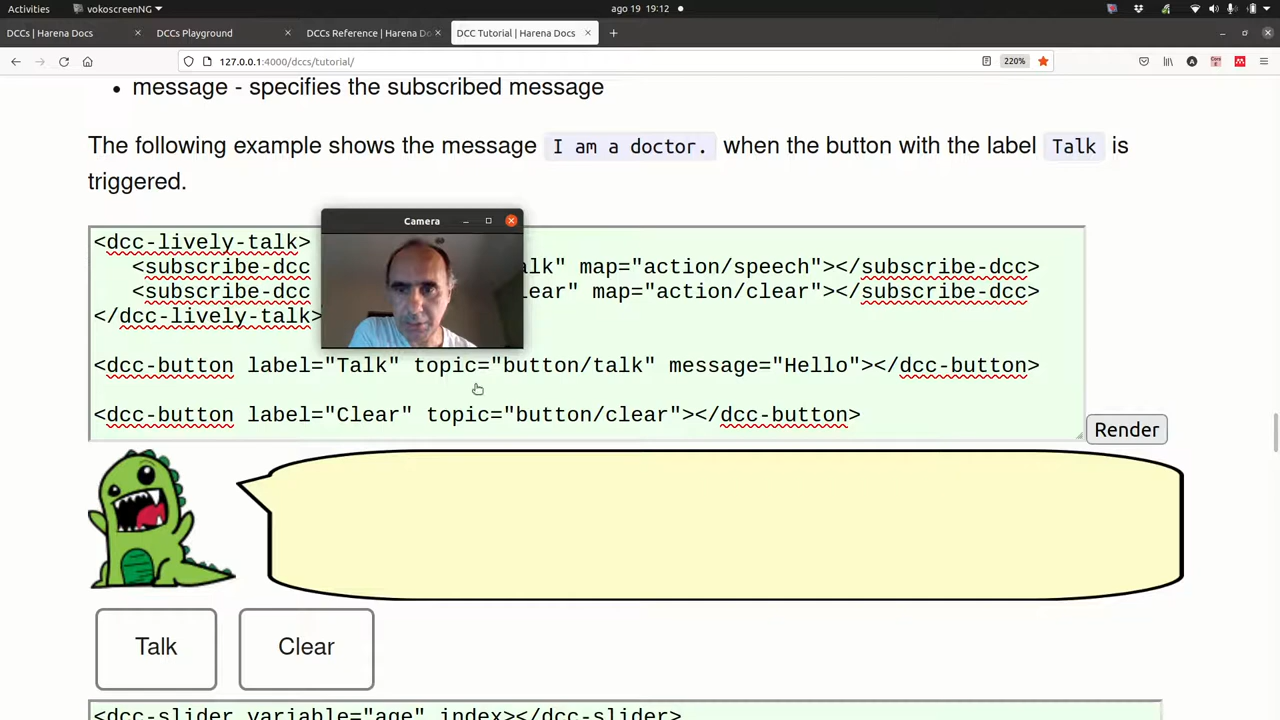 Activities
vokoscreenNG
ago 19 19:12
DCCs | Harena Docs
DCCs Playground
DCCs Reference | Harena Do
DCC Tutorial | Harena Docs
127.0.0.1:4000/dccs/tutorial/
220%
message - specifies the subscribed message
The following example shows the message I am a doctor. when the button with the label Talk is
triggered.
Camera
<dcc-lively-talk>
<subscribe-dcc alk" map="action/speech"></subscribe-dcc>
<subscribe-dcc lear" map="action/clear"></subscribe-dcc>
</dcc-lively-talk>
<dcc-button label="Talk" topic="button/talk" message="Hello"></dcc-button>
<dcc-button label="Clear" topic="button/clear"></dcc-button>
Render
Talk
Clear
<dcc-slider variable="age" index></dcc-slider>